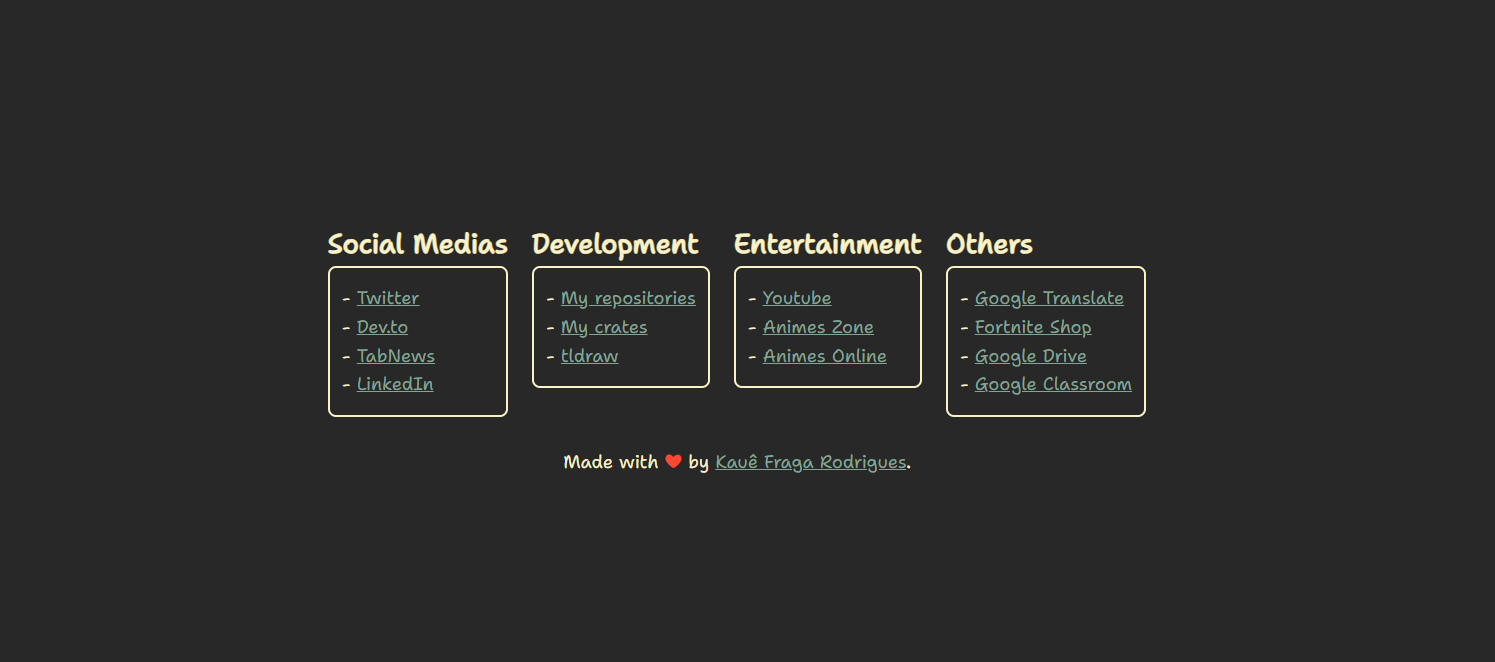 Social Medias
- Twitter
- Dev.to
- TabNews
- LinkedIn
Development
- My repositories
- My crates
- tldraw
Entertainment
- Youtube
- Animes Zone
- Animes Online
Others
- Google Translate
- Fortnite Shop
- Google Drive
- Google Classroom
Made with ❤️ by Kauê Fraga Rodrigues.